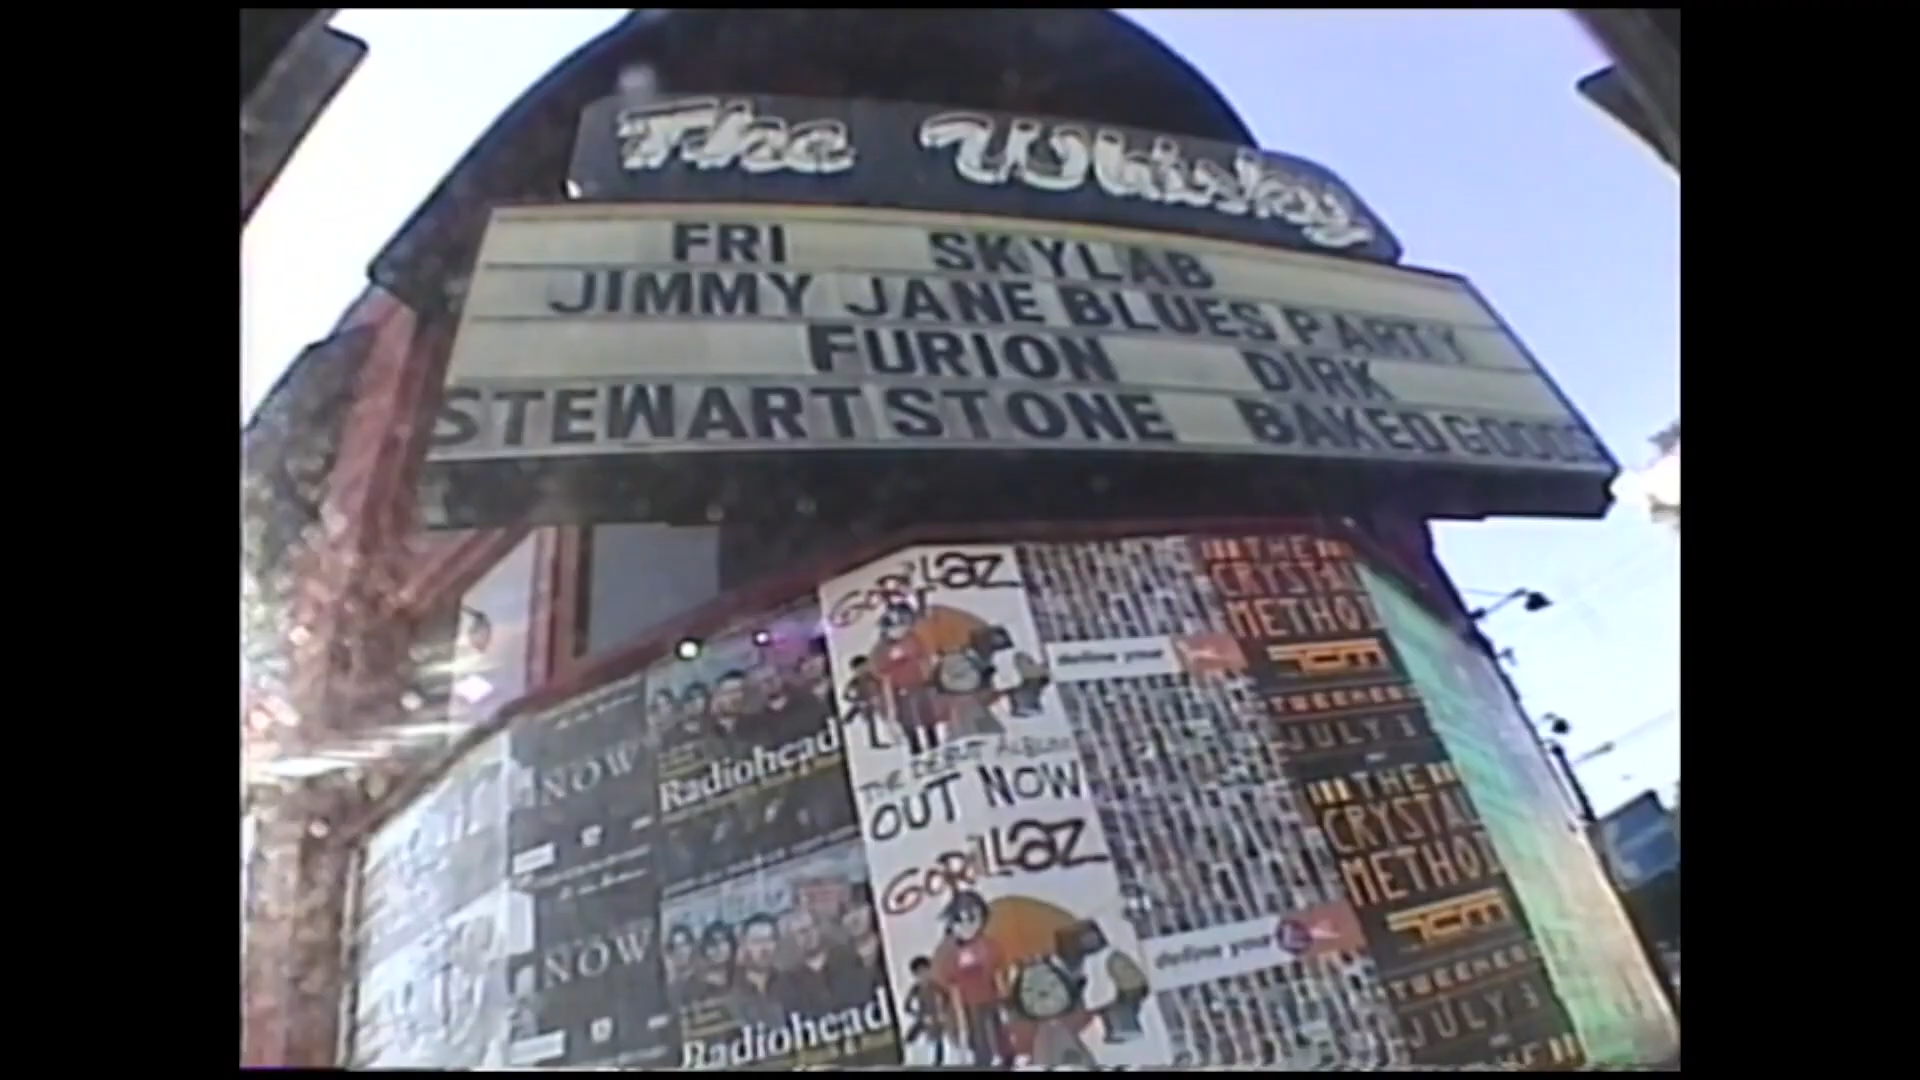 The Whisky
FRI SKYLAB
JIMMY JANE BLUES PARTY
FURION DIRK
STEWART STONE BAKED GOODS
GORILLAZ
THE DEBUT ALBUM
OUT NOW
GORILLAZ
NOW
Radiohead
NOW
Radiohead
define your
define your
THE
CRYSTAL
METHOD
TCM
TWEEKEND
JULY 3
THE
CRYSTAL
METHOD
TCM
TWEEKEND
JULY 3
THE